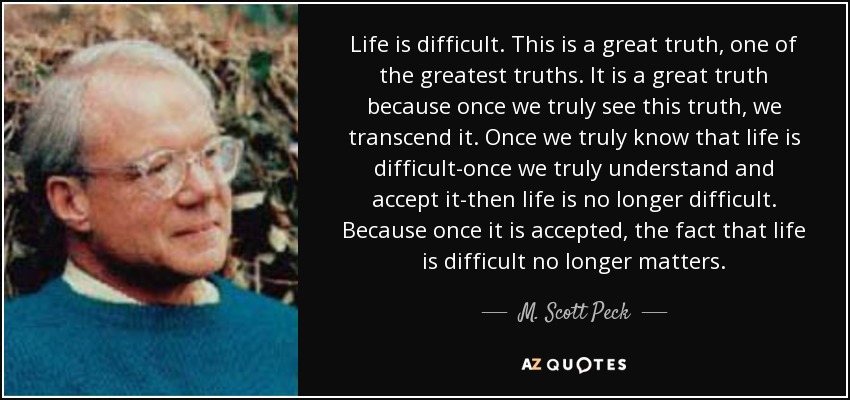 Life is difficult. This is a great truth, one of
the greatest truths. It is a great truth
because once we truly see this truth, we
transcend it. Once we truly know that life is
difficult-once we truly understand and
accept it-then life is no longer difficult.
Because once it is accepted, the fact that life
is difficult no longer matters.
M. Scott Peck
AZ QUOTES